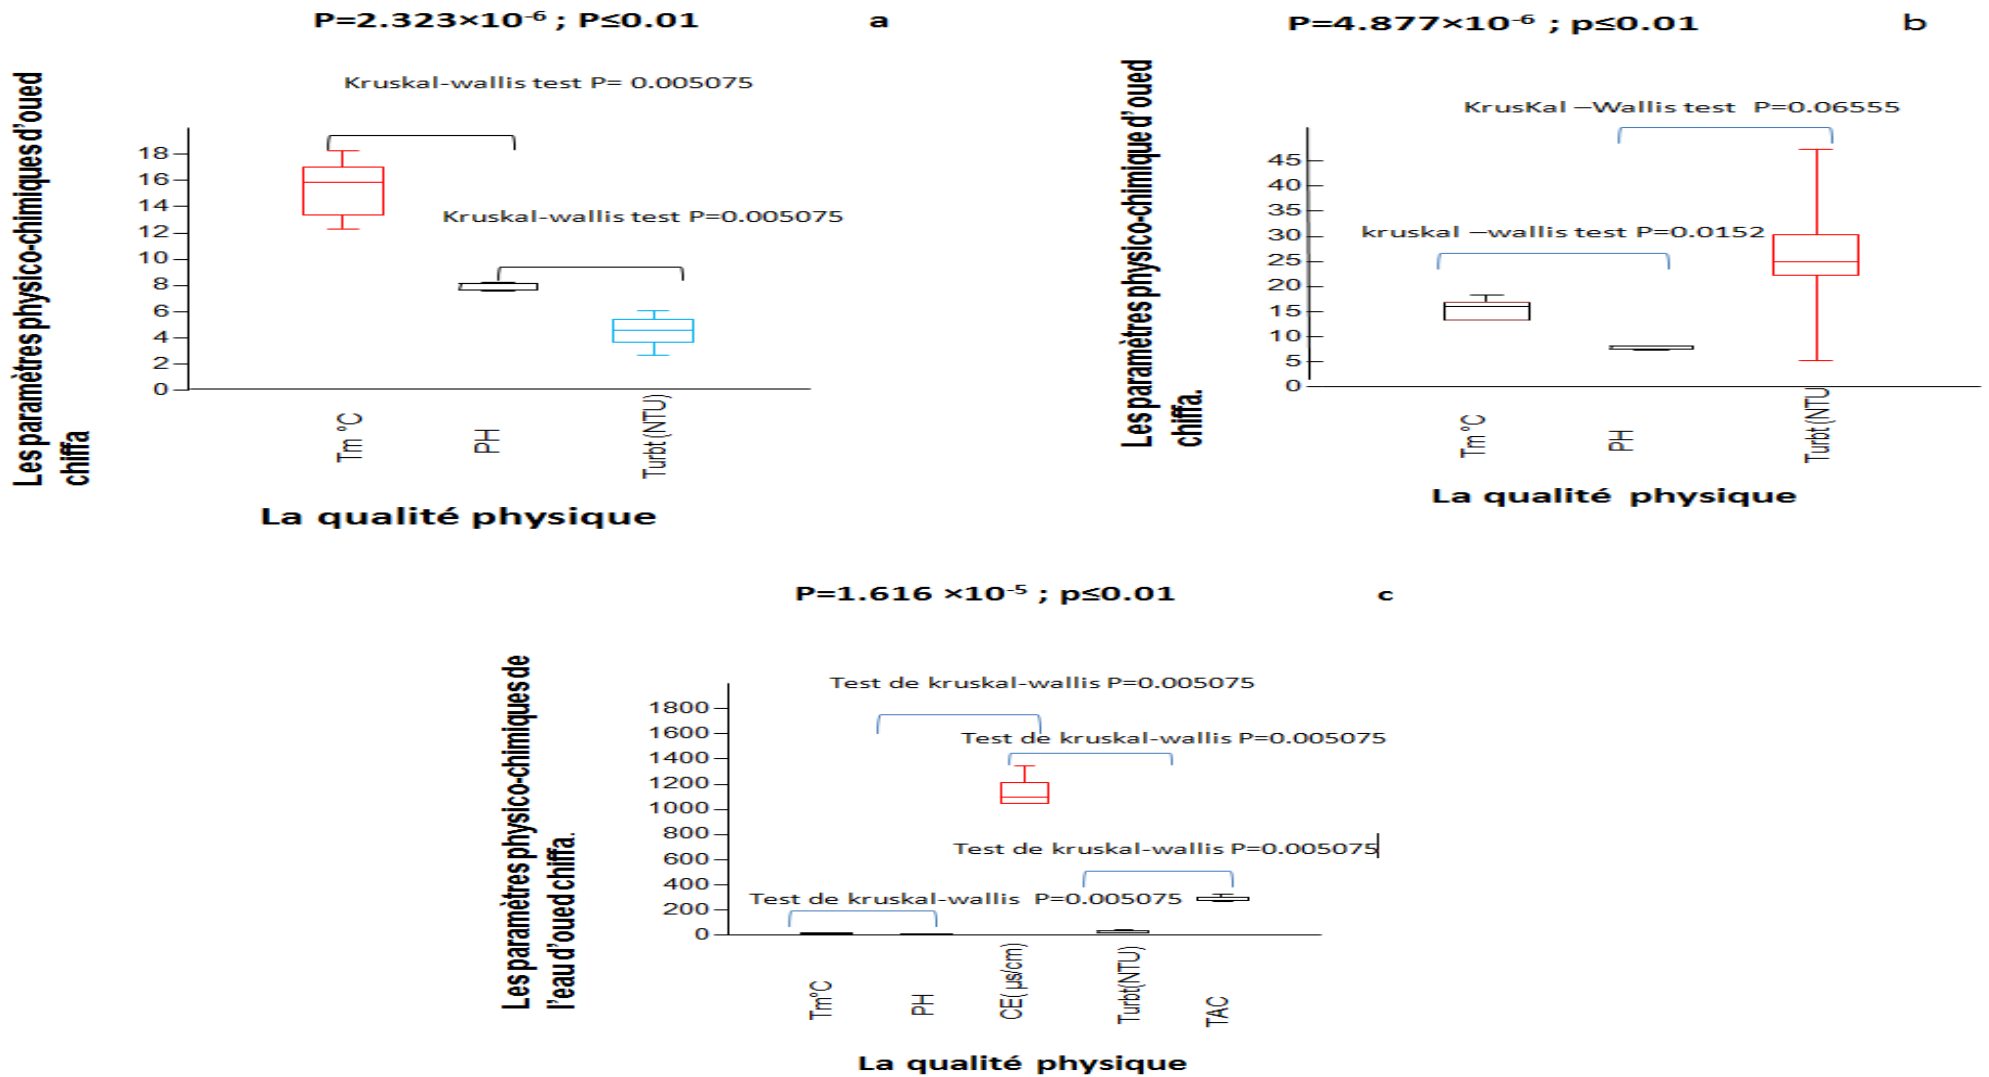 P=2.323×10-6 ; P≤0.01
a
Kruskal-wallis test P= 0.005075
Kruskal-wallis test P=0.005075
Les paramètres physico-chimiques d'oued
chiffa
18
16
14
12
10
8
6
4
2
0
Tm °C
PH
Turbt (NTU)
La qualité physique
P=4.877×10-6 ; p≤0.01
b
KrusKal –Wallis test P=0.06555
kruskal –wallis test P=0.0152
Les paramètres physico-chimique d' oued
chiffa.
45
40
35
30
25
20
15
10
5
0
Tm °C
PH
Turbt (NTU
La qualité physique
P=1.616 ×10-5 ; p≤0.01
c
Test de kruskal-wallis P=0.005075
Test de kruskal-wallis P=0.005075
Test de kruskal-wallis P=0.005075
Test de kruskal-wallis P=0.005075
Les paramètres physico-chimiques de
l'eau d'oued chiffa.
1800
1600
1400
1200
1000
800
600
400
200
0
Tm°C
PH
CE( µs/cm)
Turbt(NTU)
TAC
La qualité physique